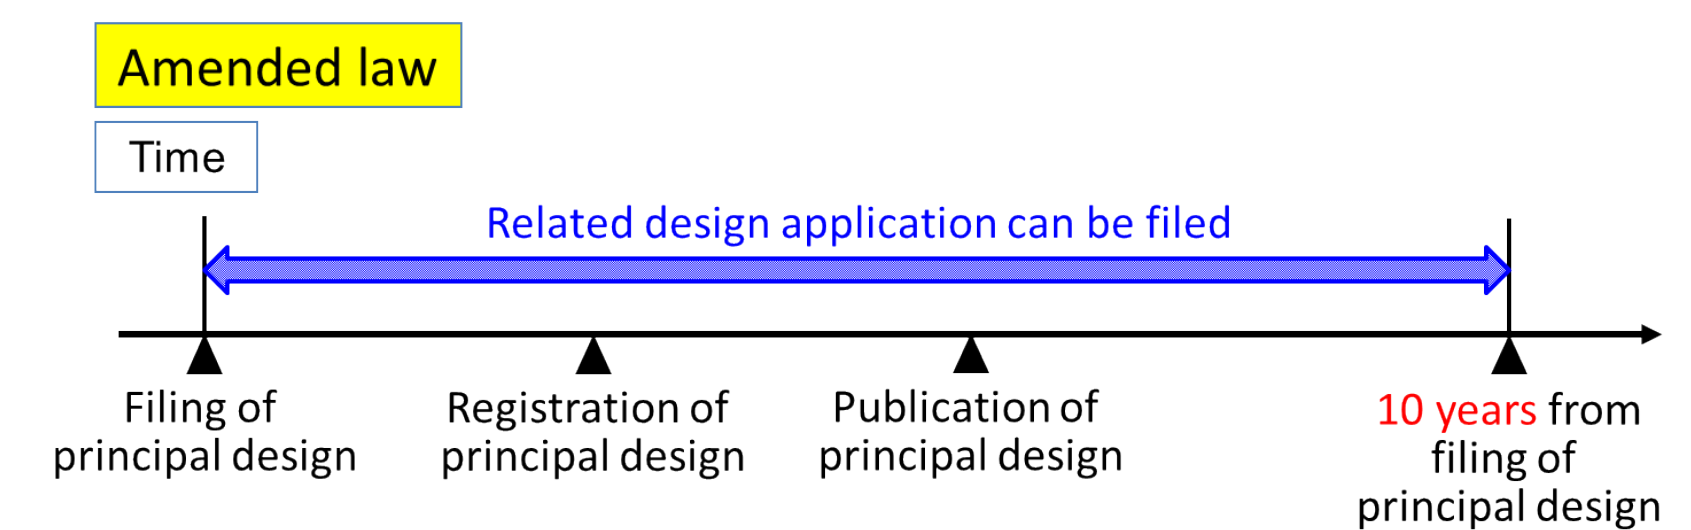 Amended law
Time
Related design application can be filed
Filing of
principal design
Registration of
principal design
Publication of
principal design
10 years from
filing of
principal design